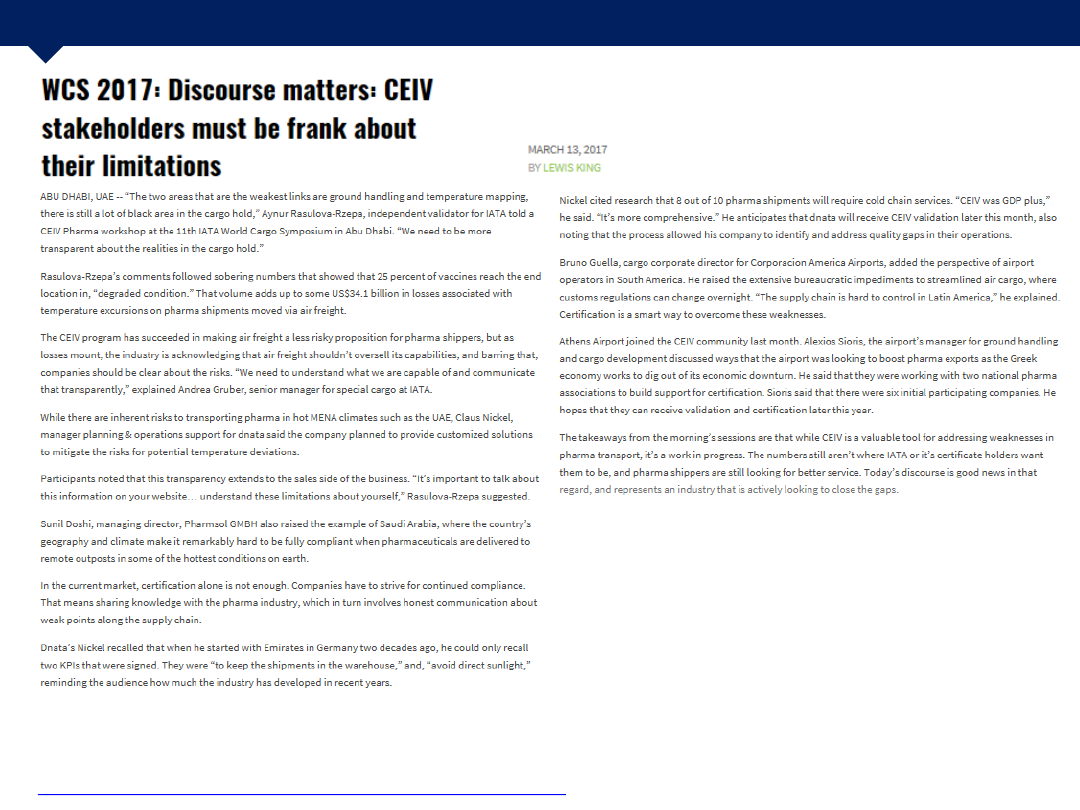 WCS 2017: Discourse matters: CEIV
stakeholders must be frank about
their limitations
MARCH 13, 2017
BY LEWIS KING
ABU DHABI, UAE -- “The two areas that are the weakest links are ground handling and temperature mapping,
there is still a lot of black area in the cargo hold,” Aynur Rasulova-Rzepa, independent validator for IATA told a
CEIV Pharma workshop at the 11th IATA World Cargo Symposium in Abu Dhabi. “We need to be more
transparent about the realities in the cargo hold.”
Rasulova-Rzepa’s comments followed sobering numbers that showed that 25 percent of vaccines reach the end
location in, “degraded condition.” That volume adds up to some US$34.1 billion in losses associated with
temperature excursions on pharma shipments moved via air freight.
The CEIV program has succeeded in making air freight a less risky proposition for pharma shippers, but as
losses mount, the industry is acknowledging that air freight shouldn’t oversell its capabilities, and barring that,
companies should be clear about the risks. “We need to understand what we are capable of and communicate
that transparently,” explained Andrea Gruber, senior manager for special cargo at IATA.
While there are inherent risks to transporting pharma in hot MENA climates such as the UAE, Claus Nickel,
manager planning & operations support for dnata said the company planned to provide customized solutions
to mitigate the risks for potential temperature deviations.
Participants noted that this transparency extends to the sales side of the business. “It’s important to talk about
this information on your website… understand these limitations about yourself,” Rasulova-Rzepa suggested.
Sunil Doshi, managing director, Pharmsol GMBH also raised the example of Saudi Arabia, where the country’s
geography and climate make it remarkably hard to be fully compliant when pharmaceuticals are delivered to
remote outposts in some of the hottest conditions on earth.
In the current market, certification alone is not enough. Companies have to strive for continued compliance.
That means sharing knowledge with the pharma industry, which in turn involves honest communication about
weak points along the supply chain.
Dnata’s Nickel recalled that when he started with Emirates in Germany two decades ago, he could only recall
two KPIs that were signed. They were “to keep the shipments in the warehouse,” and, “avoid direct sunlight,”
reminding the audience how much the industry has developed in recent years.
Nickel cited research that 8 out of 10 pharma shipments will require cold chain services. “CEIV was GDP plus,”
he said. “It’s more comprehensive.” He anticipates that dnata will receive CEIV validation later this month, also
noting that the process allowed his company to identify and address quality gaps in their operations.
Bruno Guella, cargo corporate director for Corporacion America Airports, added the perspective of airport
operators in South America. He raised the extensive bureaucratic impediments to streamlined air cargo, where
customs regulations can change overnight. “The supply chain is hard to control in Latin America,” he explained.
Certification is a smart way to overcome these weaknesses.
Athens Airport joined the CEIV community last month. Alexios Sioris, the airport’s manager for ground handling
and cargo development discussed ways that the airport was looking to boost pharma exports as the Greek
economy works to dig out of its economic downturn. He said that they were working with two national pharma
associations to build support for certification. Sioris said that there were six initial participating companies. He
hopes that they can receive validation and certification later this year.
The takeaways from the morning’s sessions are that while CEIV is a valuable tool for addressing weaknesses in
pharma transport, it’s a work in progress. The numbers still aren’t where IATA or it’s certificate holders want
them to be, and pharma shippers are still looking for better service. Today’s discourse is good news in that
regard, and represents an industry that is actively looking to close the gaps.